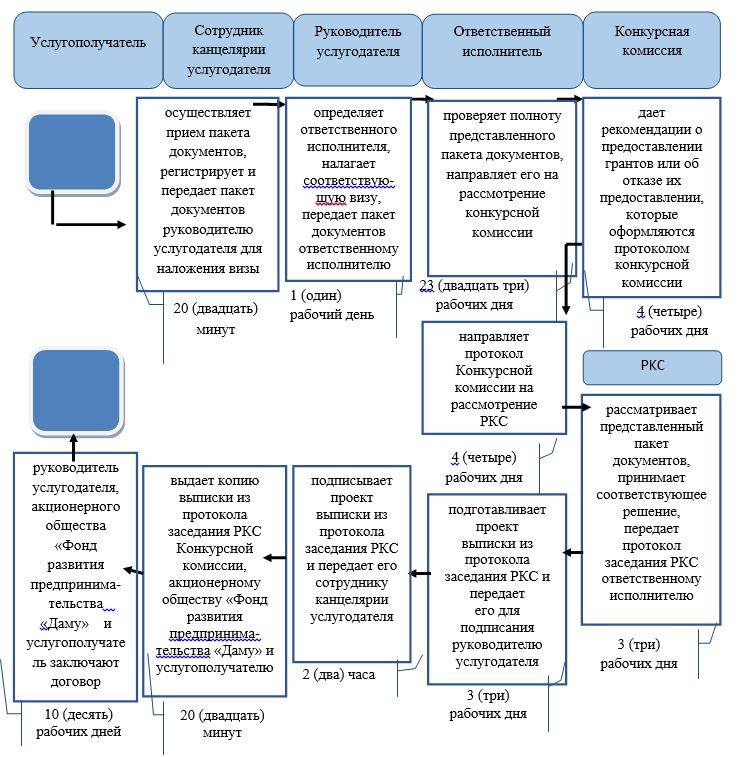 Услугополучатель
Сотрудник
канцелярии
услугодателя
Руководитель
услугодателя
Ответственный
исполнитель
Конкурсная
комиссия
осуществляет
прием пакета
документов,
регистрирует и
передает пакет
документов
руководителю
услугодателя для
наложения визы
20 (двадцать)
минут
определяет
ответственного
исполнителя,
налагает
соответствую-
щую визу,
передает пакет
документов
ответственному
исполнителю
1 (один)
рабочий день
проверяет полноту
представленного
пакета документов,
направляет его на
рассмотрение
конкурсной
комиссии
23 (двадцать три)
рабочих дня
дает
рекомендации о
предоставлении
грантов или об
отказе их
предоставлении,
которые
оформляются
протоколом
конкурсной
комиссии
4 (четыре)
рабочих дня
направляет
протокол
Конкурсной
комиссии на
рассмотрение
РКС
4 (четыре)
рабочих дня
РКС
рассматривает
представленный
пакет
документов,
принимает
соответствующее
решение,
передает
протокол
заседания РКС
ответственному
исполнителю
3 (три)
рабочих дня
подготавливает
проект
выписки из
протокола
заседания РКС и
передает
его для
подписания
руководителю
услугодателя
3 (три)
рабочих дня
подписывает
проект
выписки из
протокола
заседания РКС
и передает его
сотруднику
канцелярии
услугодателя
2 (два) часа
выдает копию
выписки из
протокола
заседания РКС
Конкурсной
комиссии,
акционерному
обществу «Фонд
развития
предпринима-
тельства «Даму» и
услугополучателю
20 (двадцать)
минут
руководитель
услугодателя,
акционерного
общества
«Фонд
развития
предпринима-
тельства
«Даму» и
услугополучате
ль заключают
договор
10 (десять)
рабочих дней